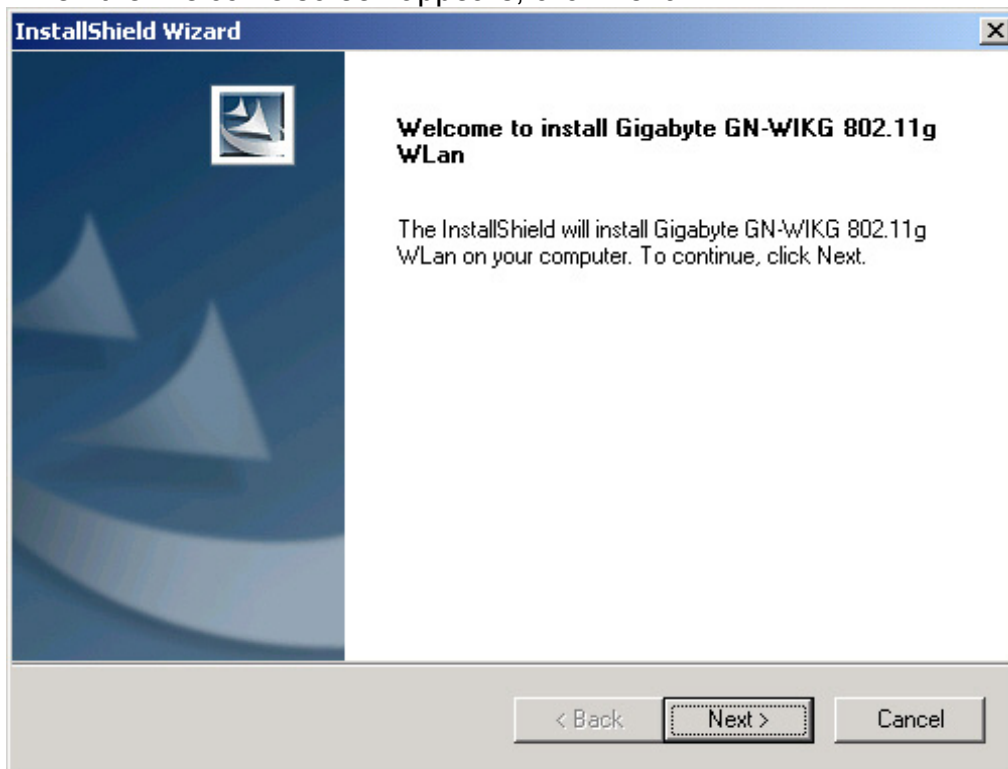 InstallShield Wizard
Welcome to install Gigabyte GN-WIKG 802.11g
WLan
The InstallShield will install Gigabyte GN-WIKG 802.11g
WLan on your computer. To continue, click Next.
< Back Next > Cancel